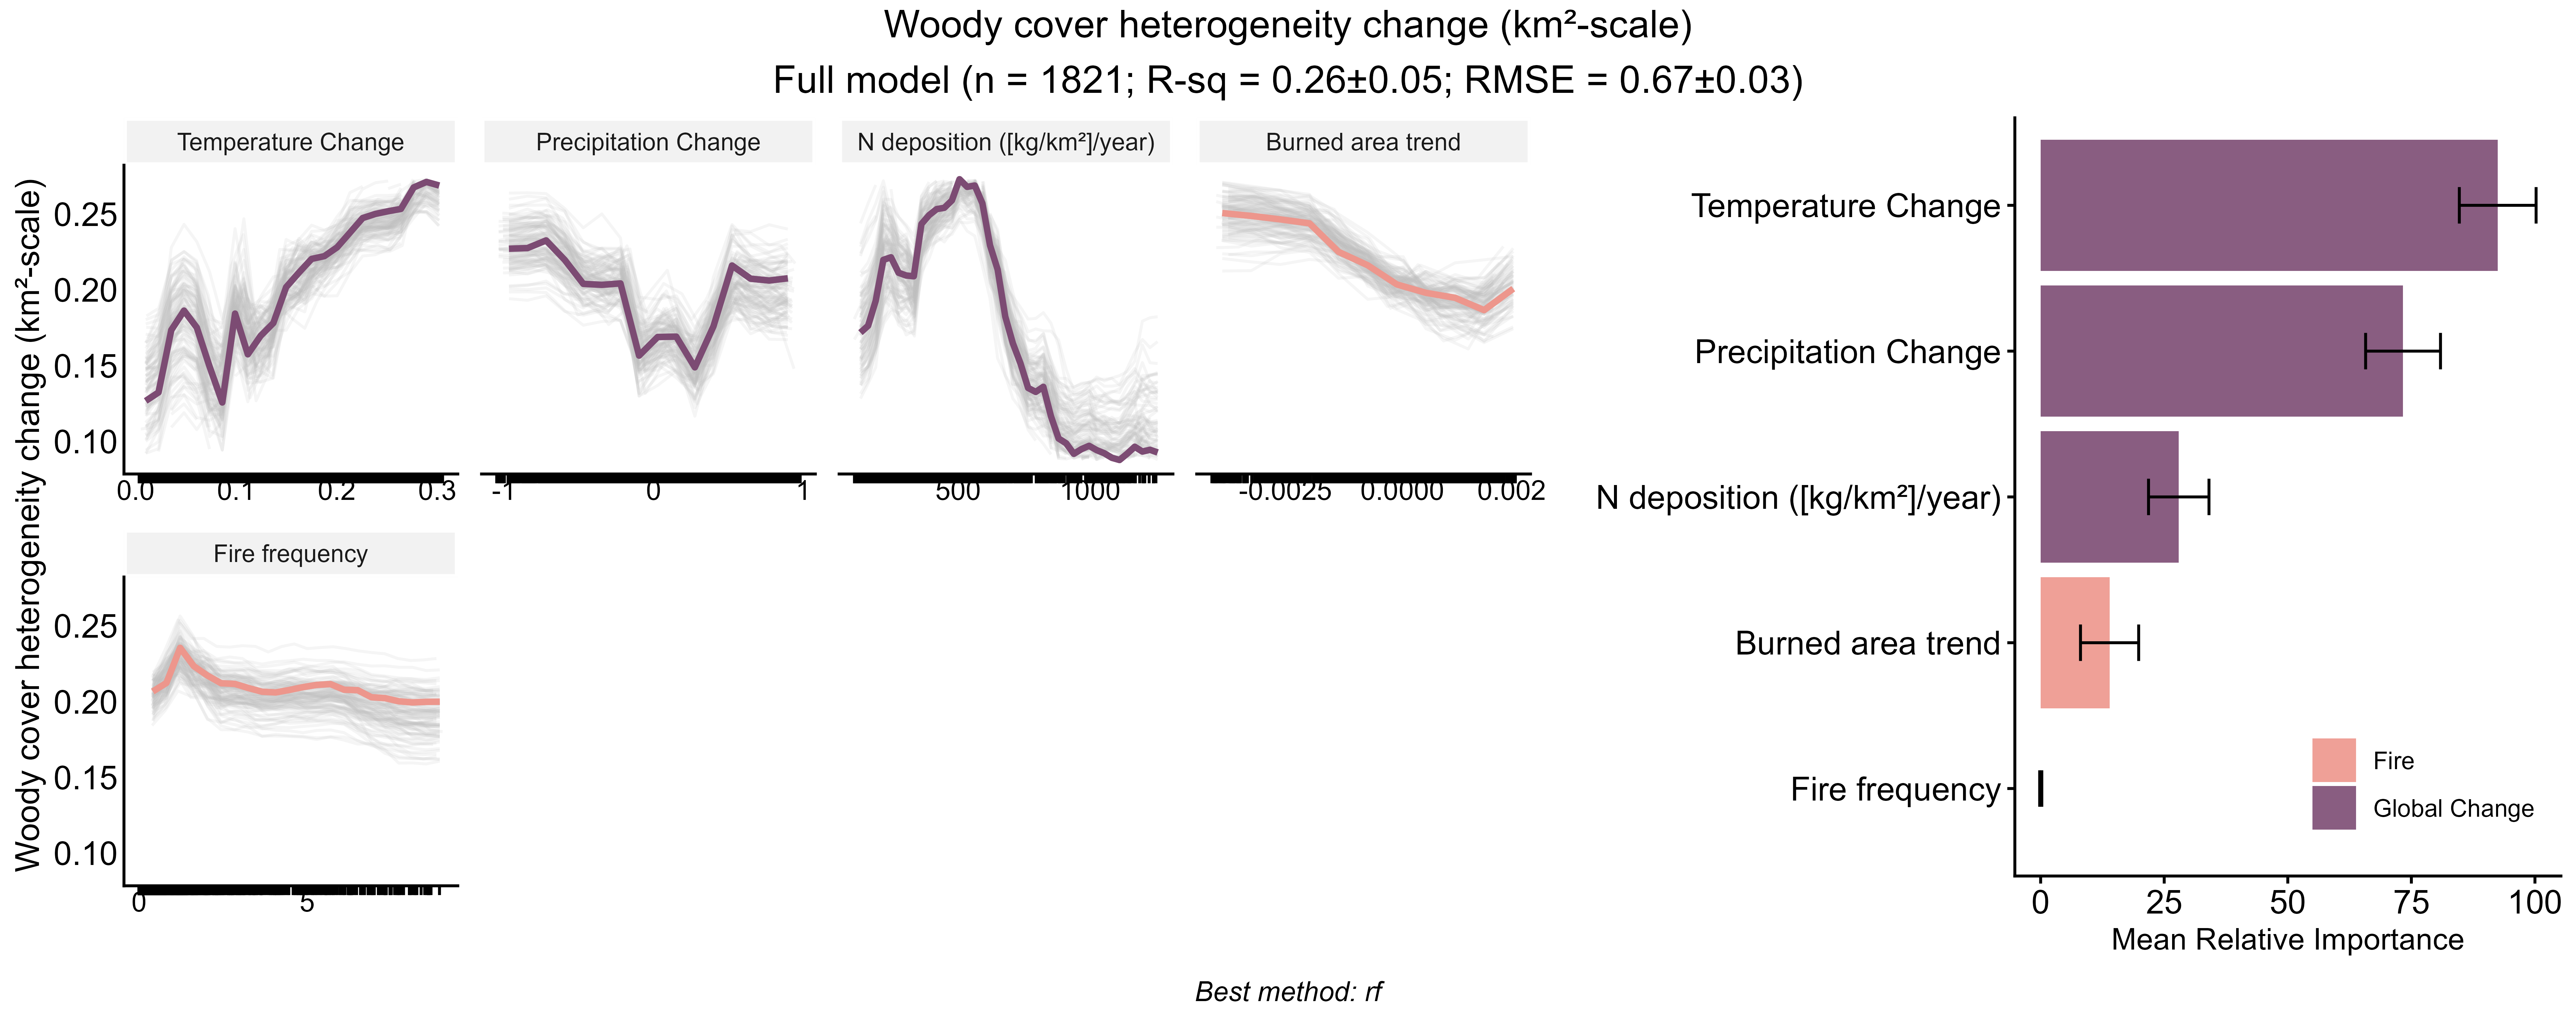 Woody cover heterogeneity change (km²-scale)
Full model (n = 1821; R-sq = 0.26±0.05; RMSE = 0.67±0.03)
Woody cover heterogeneity change (km²-scale)
Temperature Change
Precipitation Change
N deposition ([kg/km²]/year)
Burned area trend
0.25
0.20
0.15
0.10
0.0 0.1 0.2 0.3
-1 0 1
500 1000
-0.0025 0.0000 0.002
Fire frequency
0.25
0.20
0.15
0.10
0 5
Temperature Change
Precipitation Change
N deposition ([kg/km²]/year)
Burned area trend
Fire frequency
Fire
Global Change
0 25 50 75 100
Mean Relative Importance
Best method: rf